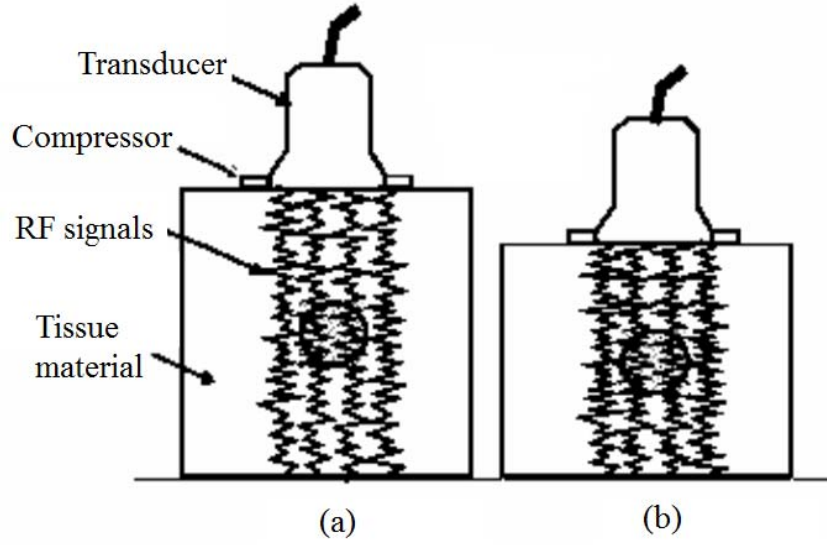 Transducer
Compressor
RF signals
Tissue
material
(a)
(b)